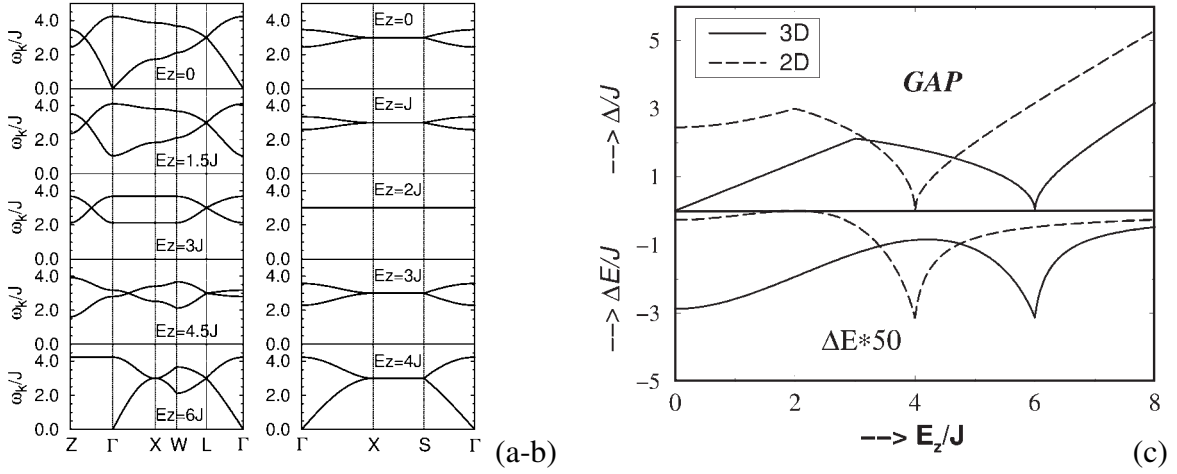 4.0
2.0
0.0
ωk/J
Ez=0
4.0
2.0
0.0
ωk/J
Ez=1.5J
4.0
2.0
0.0
ωk/J
Ez=3J
4.0
2.0
0.0
ωk/J
Ez=4.5J
4.0
2.0
0.0
ωk/J
Ez=6J
Z Γ X W L Γ
4.0
2.0
0.0
Ez=0
4.0
2.0
0.0
Ez=J
4.0
2.0
0.0
Ez=2J
4.0
2.0
0.0
Ez=3J
4.0
2.0
0.0
Ez=4J
Γ X S Γ
(a-b)
3D
2D
GAP
ΔE*50
5
3
1
−1
−3
−5
--> Δ/J
--> ΔE/J
0 2 4 6 8
--> Ez/J
(c)